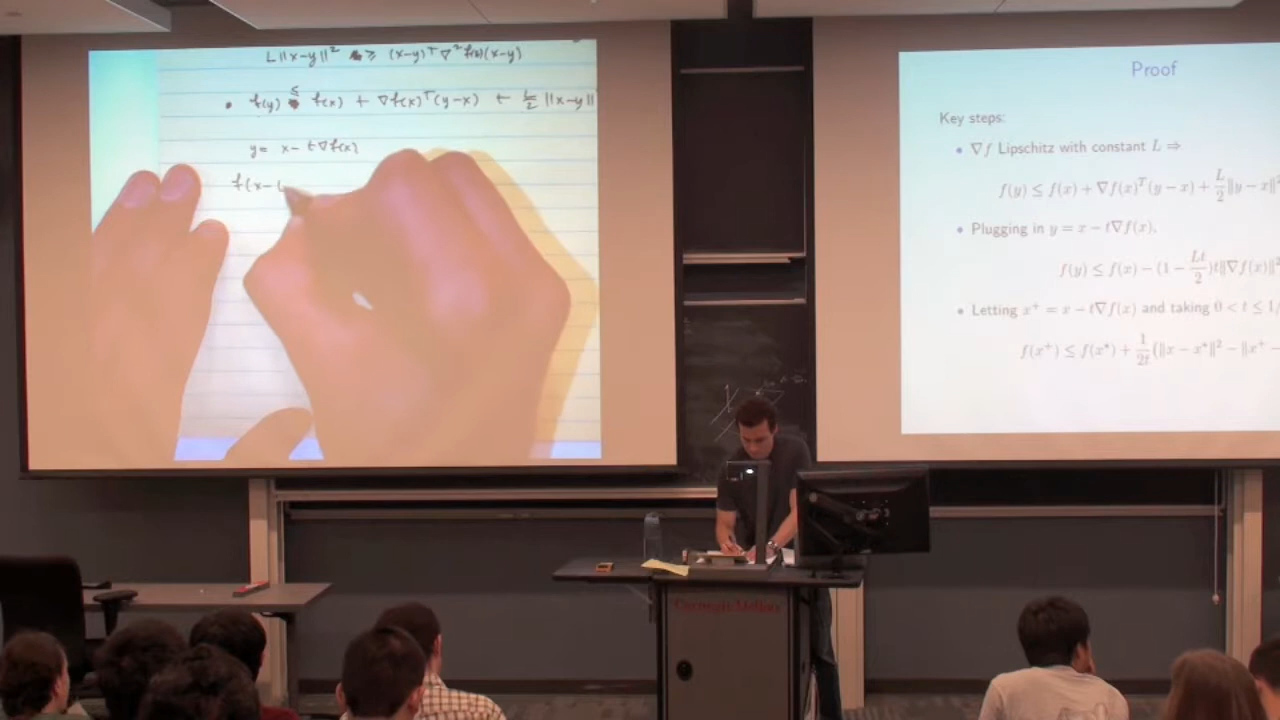 L ||x-y||² ≥ (x-y)ᵀ ∇² f(x)(x-y)
• f(y) ≤ f(x) + ∇f(x)ᵀ(y-x) + L/2 ||x-y||
y = x - t∇f(x)
f(x-
Proof
Key steps:
• ∇f Lipschitz with constant L ⇒
f(y) ≤ f(x) + ∇f(x)ᵀ(y − x) + L/2 ||y − x||²
• Plugging in y = x − t∇f(x),
f(y) ≤ f(x) − (1 − Lt/2)t||∇f(x)||²
• Letting x⁺ = x − t∇f(x) and taking 0 < t ≤ 1/
f(x⁺) ≤ f(x*) + 1/2t (||x − x*||² − ||x⁺ −
Carnegie Mellon